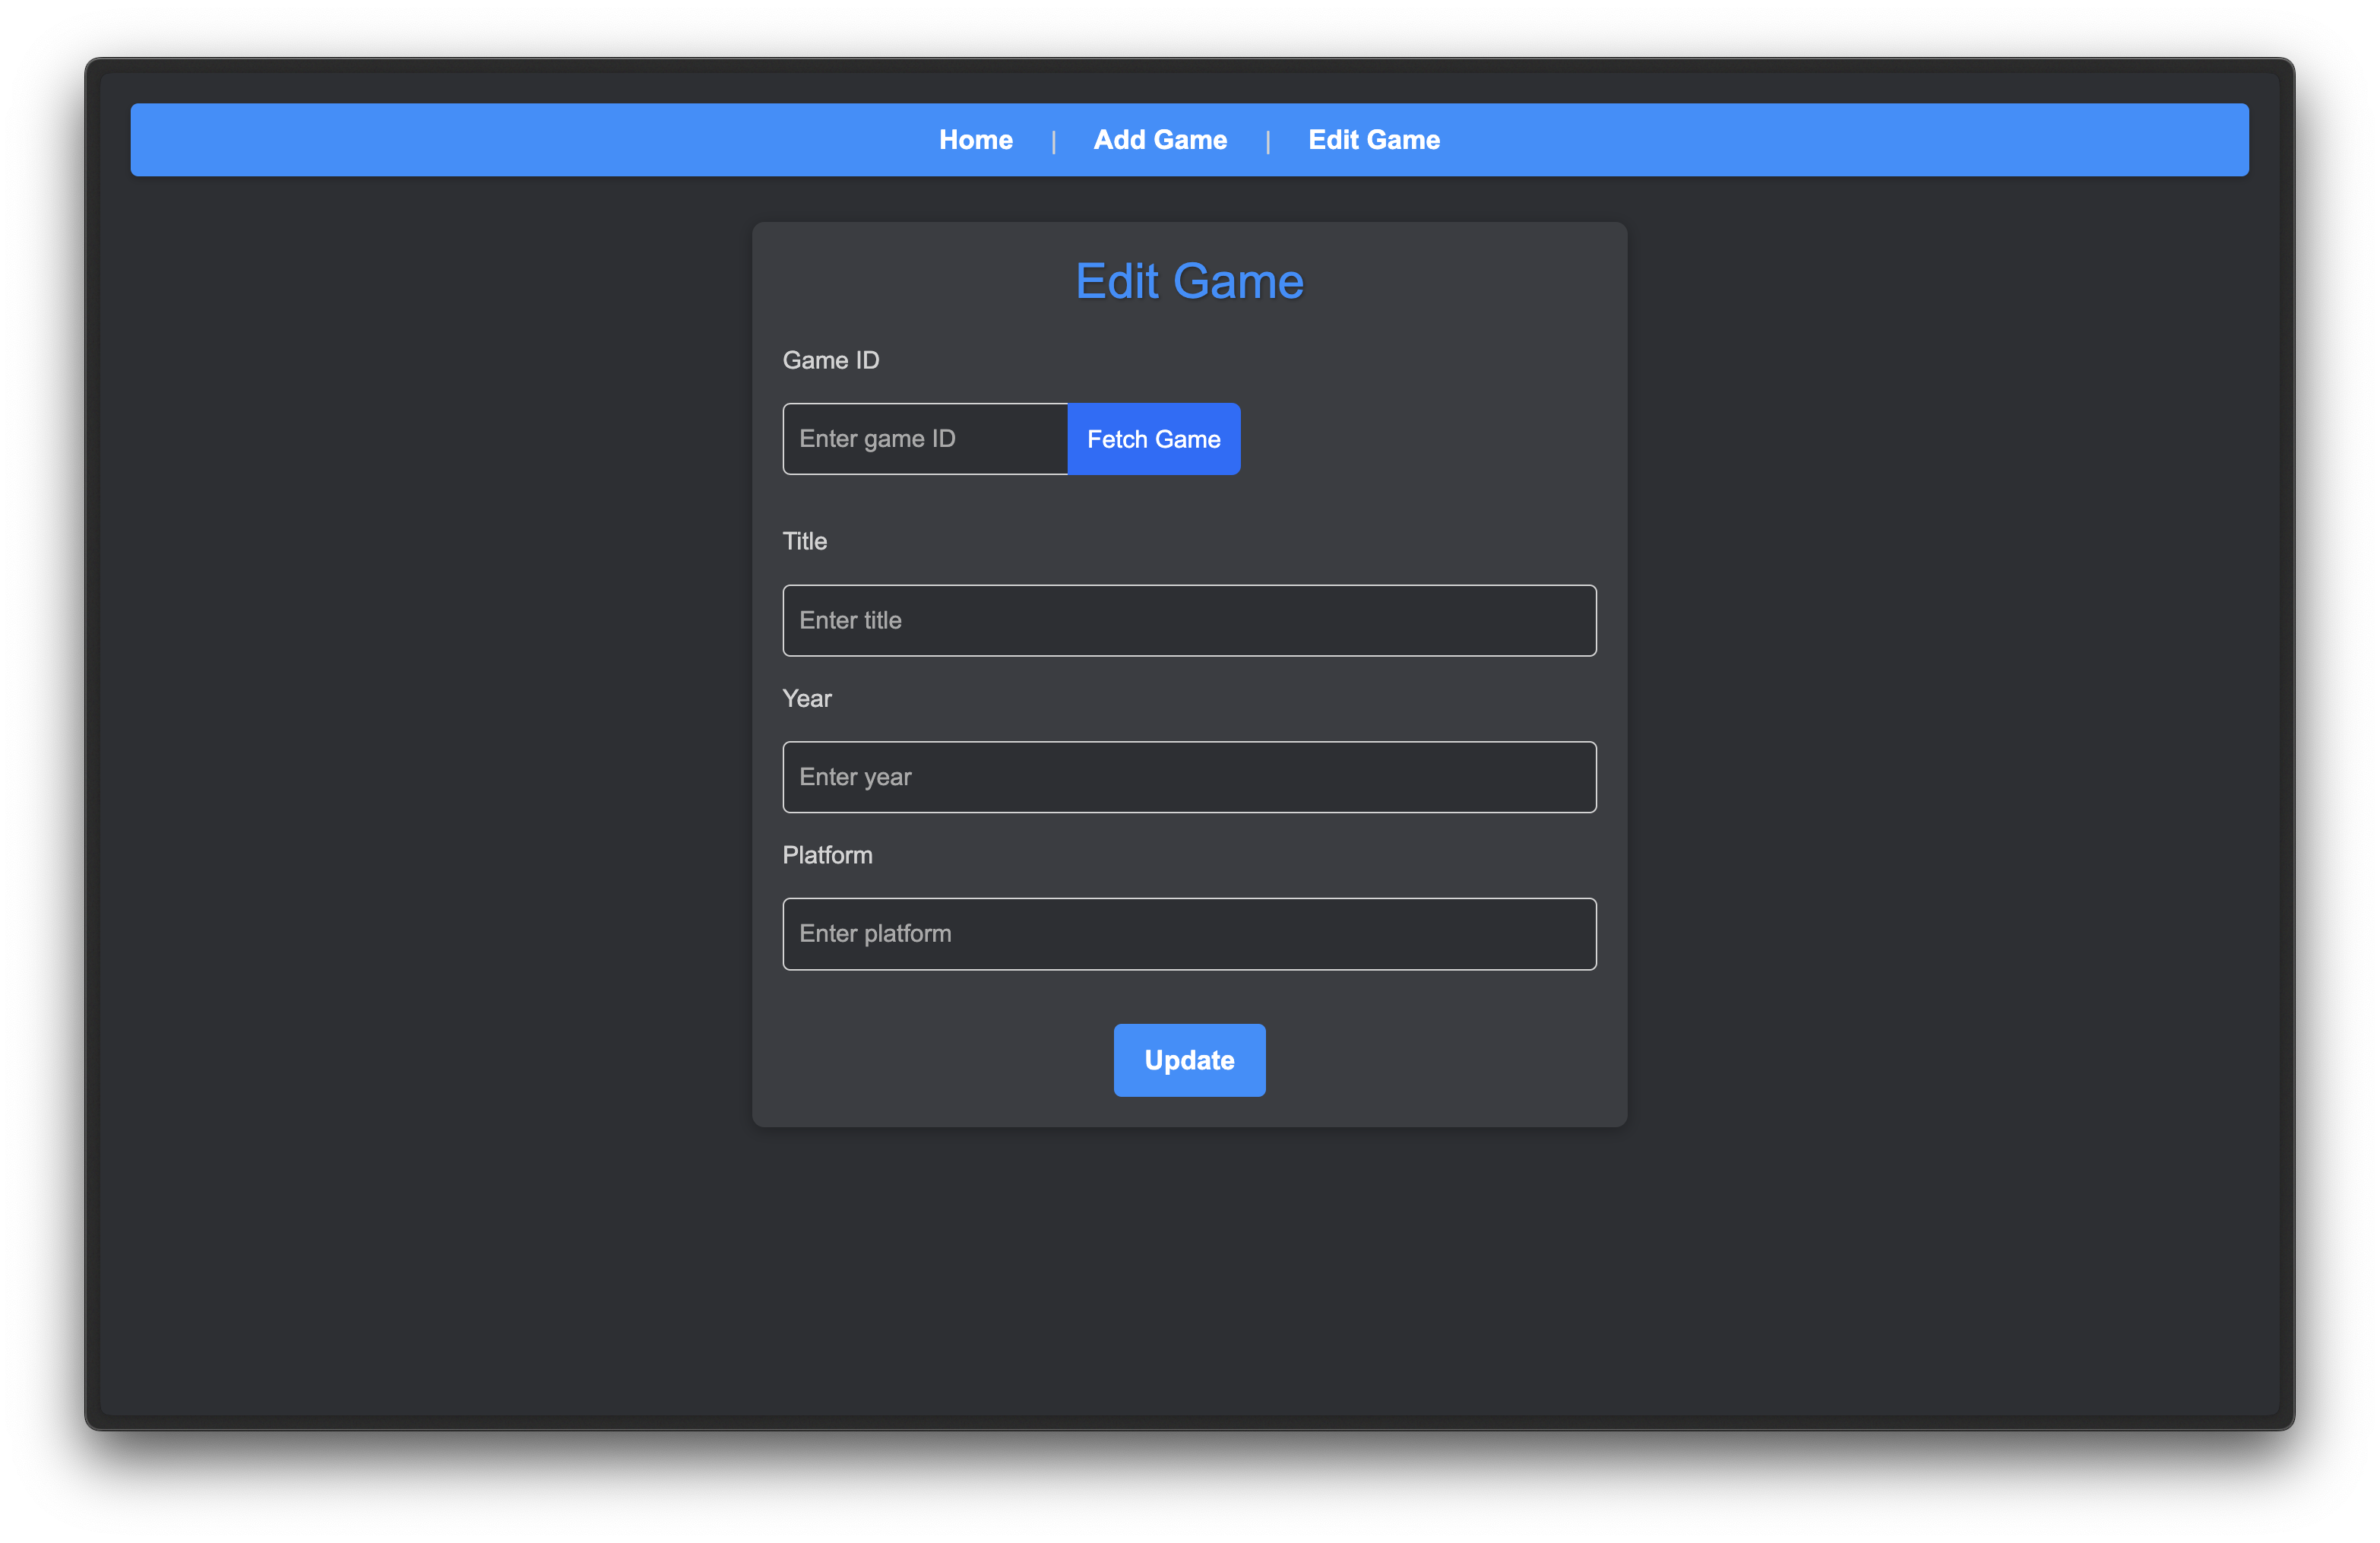 Home | Add Game | Edit Game
Edit Game
Game ID
Enter game ID Fetch Game
Title
Enter title
Year
Enter year
Platform
Enter platform
Update